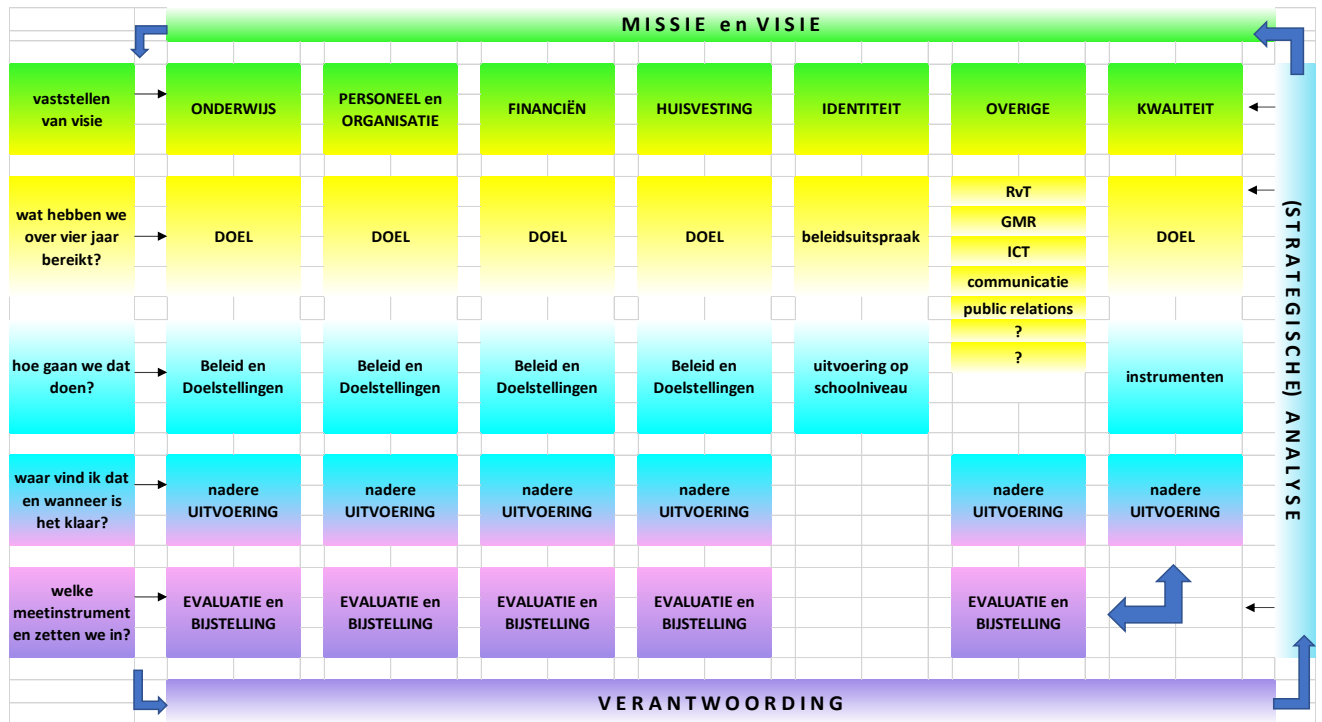 MISSIE en VISIE
vaststellen
van visie
ONDERWIJS
PERSONEEL en
ORGANISATIE
FINANCIËN
HUISVESTING
IDENTITEIT
OVERIGE
KWALITEIT
wat hebben we
over vier jaar
bereikt?
DOEL
DOEL
DOEL
DOEL
beleidsuitspraak
RvT
GMR
ICT
communicatie
public relations
?
?
DOEL
hoe gaan we dat
doen?
Beleid en
Doelstellingen
Beleid en
Doelstellingen
Beleid en
Doelstellingen
Beleid en
Doelstellingen
uitvoering op
schoolniveau
instrumenten
waar vind ik dat
en wanneer is
het klaar?
nadere
UITVOERING
nadere
UITVOERING
nadere
UITVOERING
nadere
UITVOERING
nadere
UITVOERING
nadere
UITVOERING
welke
meetinstrument
en zetten we in?
EVALUATIE en
BIJSTELLING
EVALUATIE en
BIJSTELLING
EVALUATIE en
BIJSTELLING
EVALUATIE en
BIJSTELLING
EVALUATIE en
BIJSTELLING
(STRATEGISCHE) ANALYSE
VERANTWOORDING